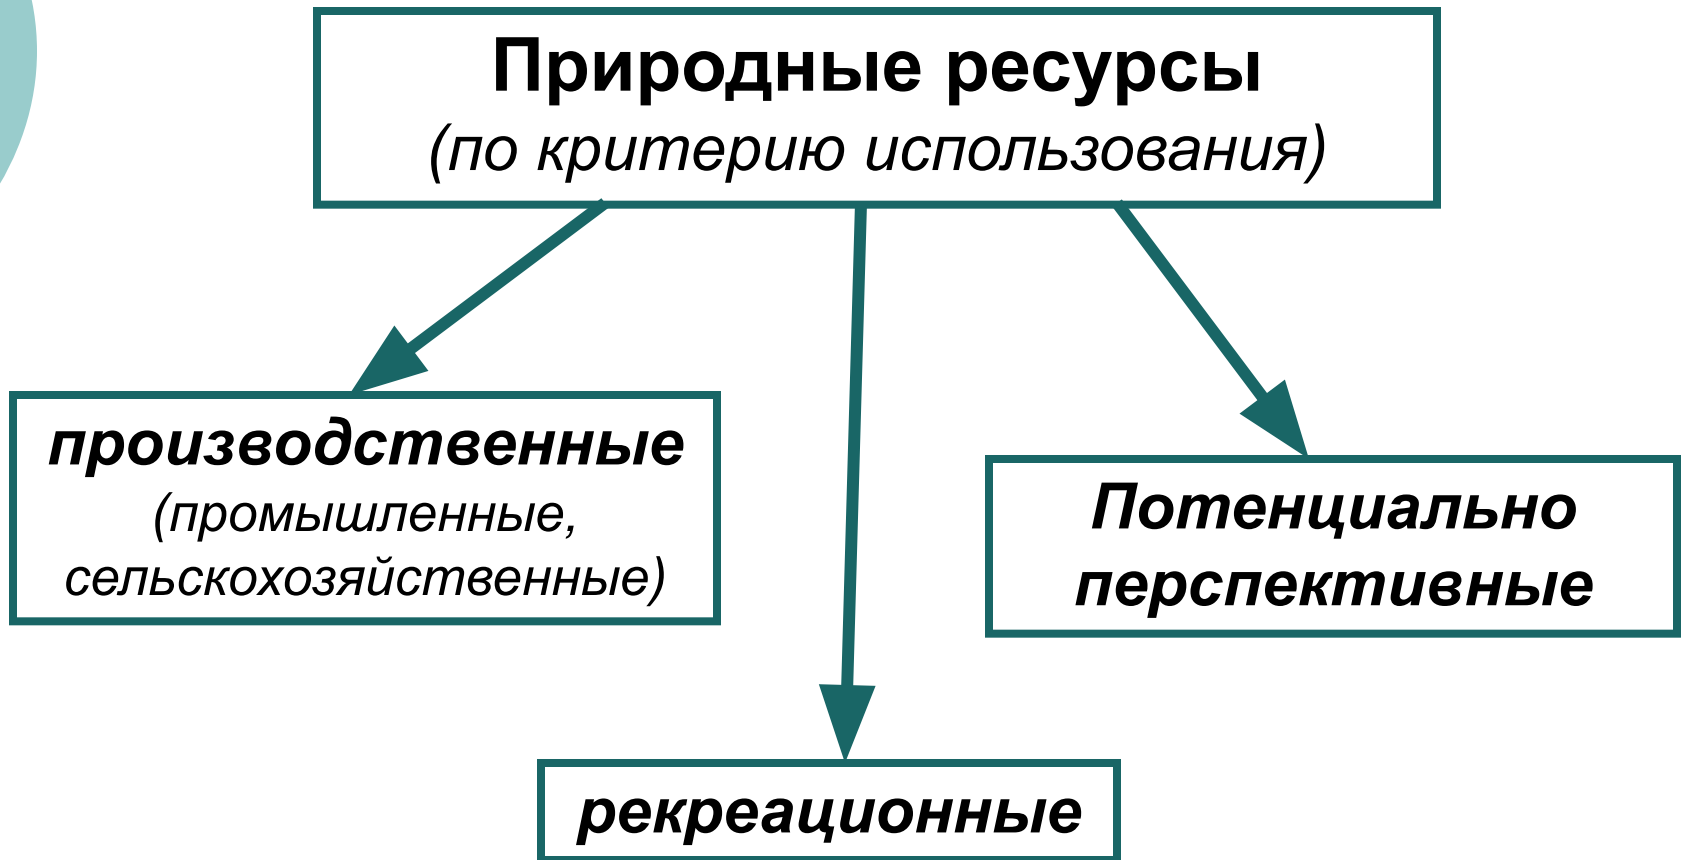 Природные ресурсы
(по критерию использования)
производственные
(промышленные,
сельскохозяйственные)
Потенциально
перспективные
рекреационные